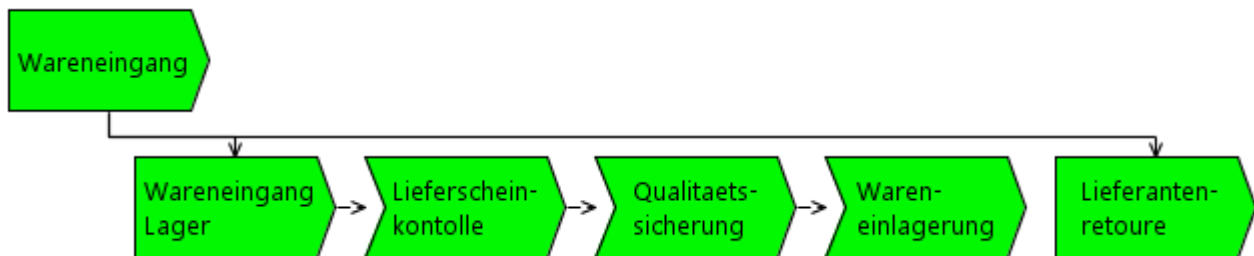 Wareneingang
Wareneingang
Lager
Lieferschein-
kontolle
Qualitaets-
sicherung
Waren-
einlagerung
Lieferanten-
retoure